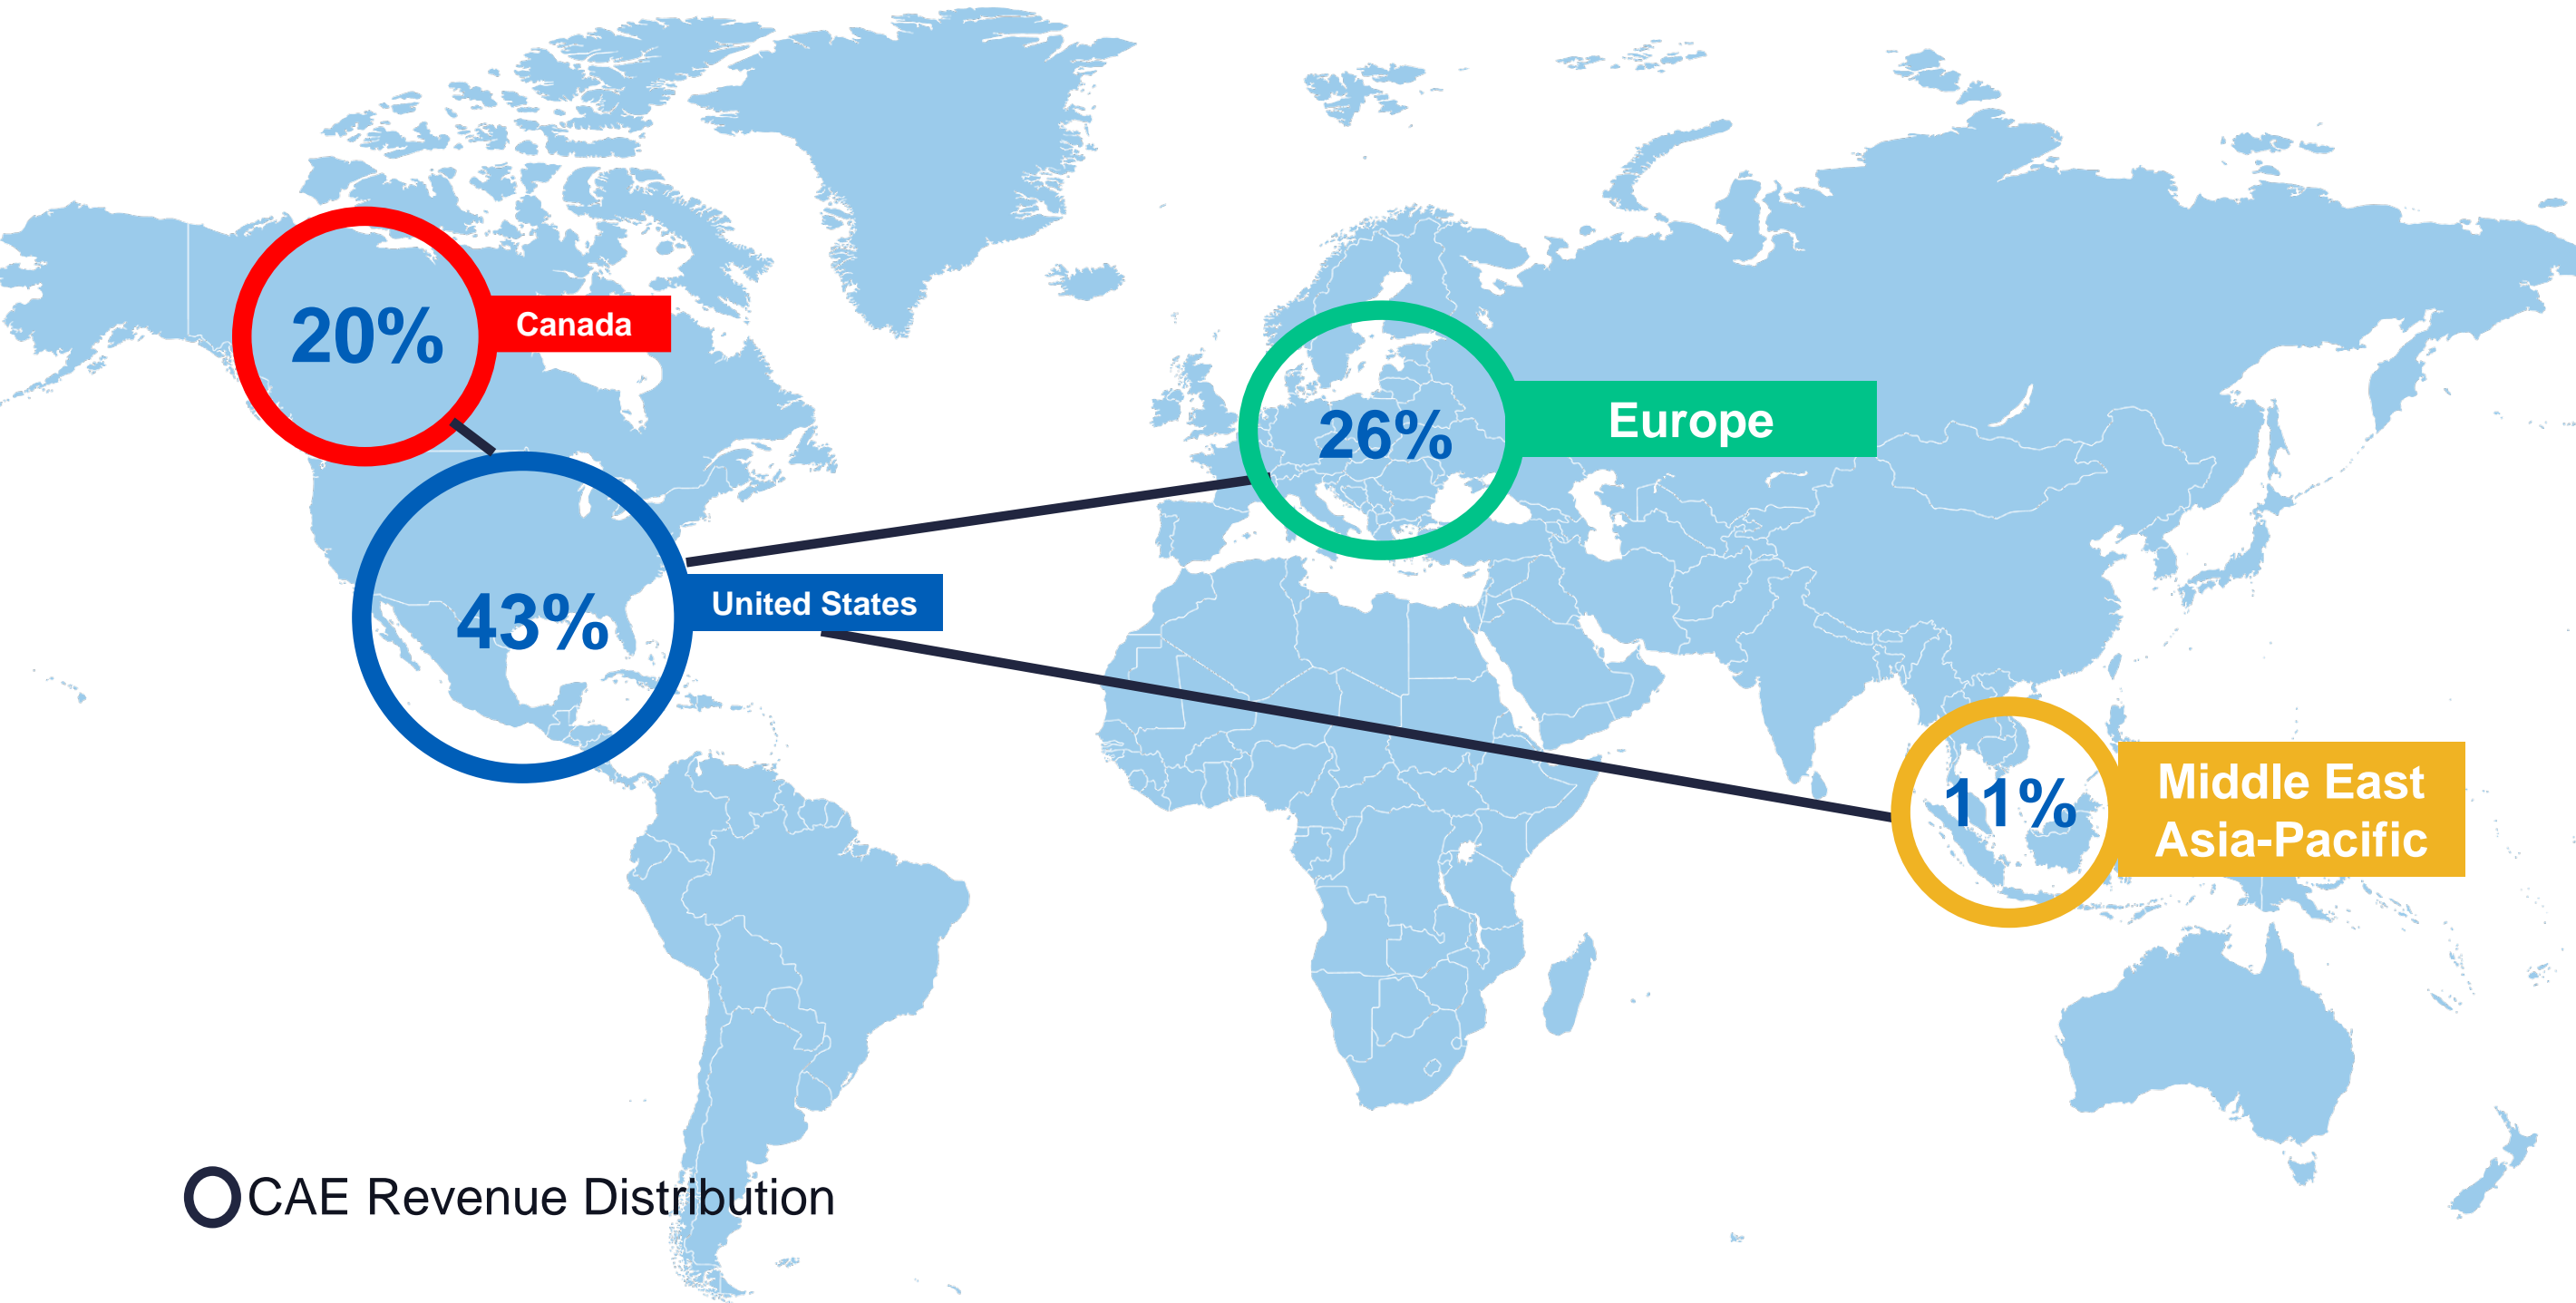 20%
Canada
26%
Europe
43%
United States
11%
Middle East
Asia-Pacific
CAE Revenue Distribution